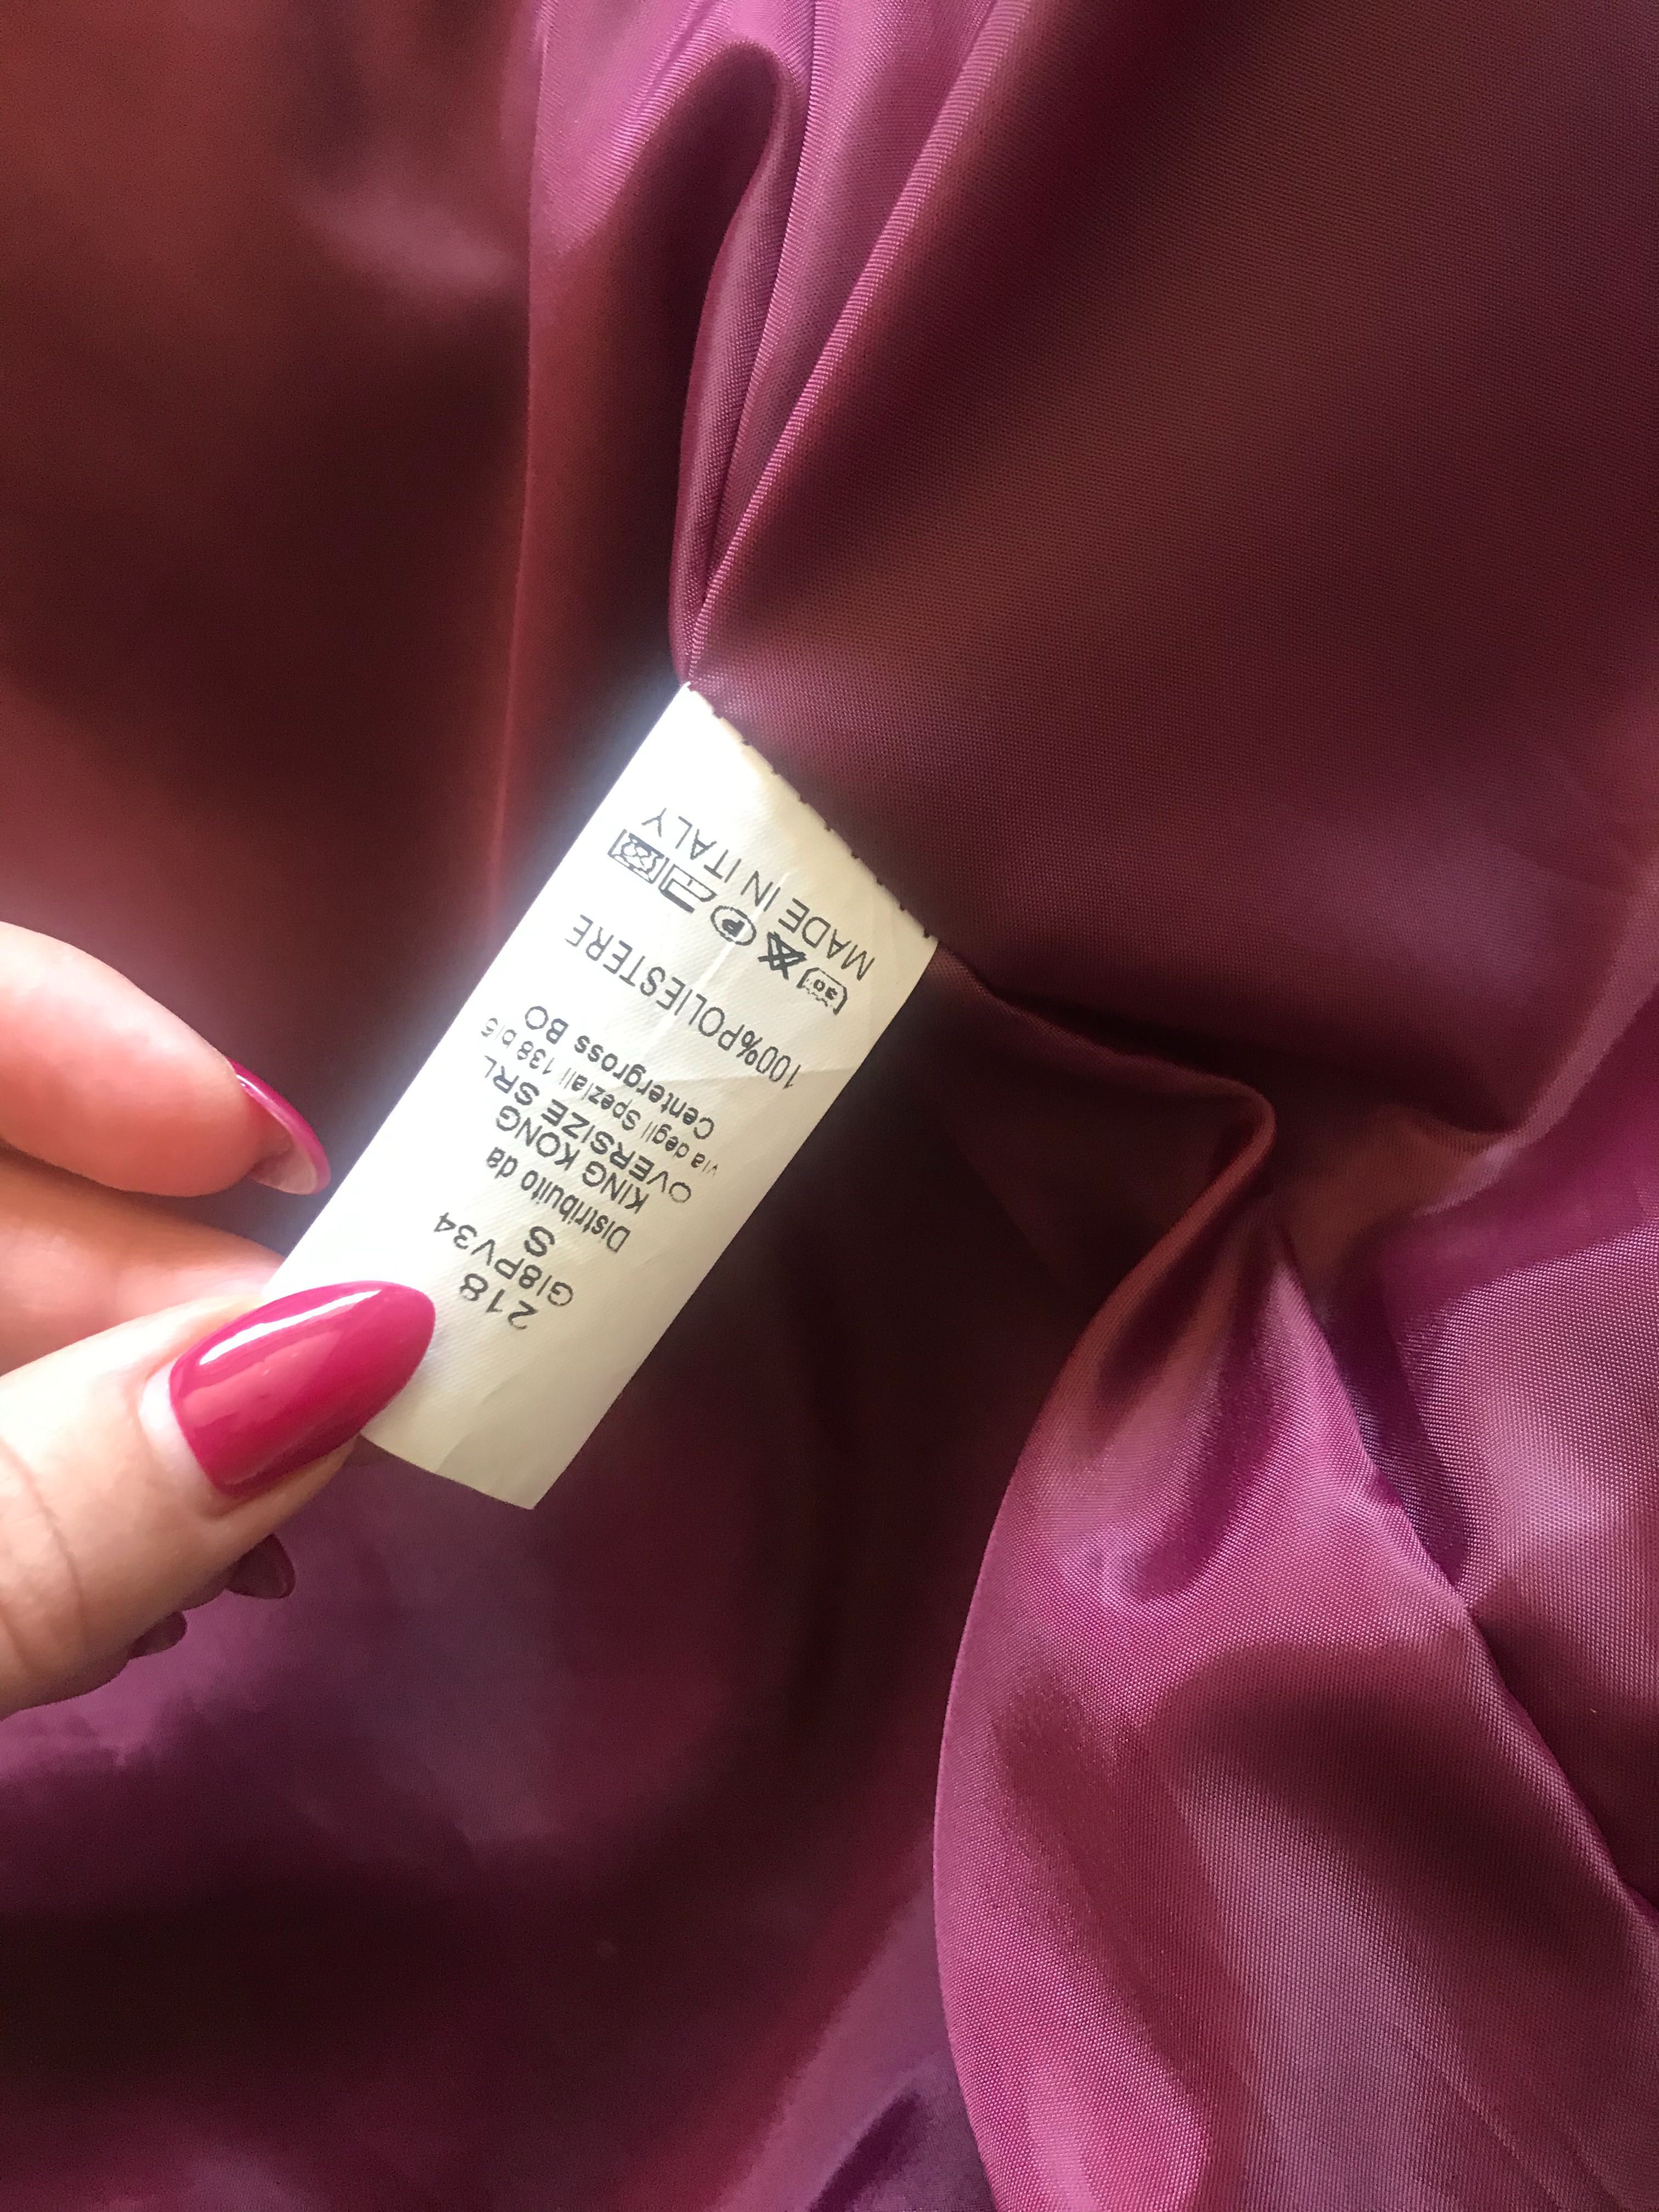 218
GI8PV34
S
Distribuito da
KING KONG
OVERSIZE SRL
via degli Speziali 138 bis
Centergross BO
100%POLIESTERE
30 P
MADE IN ITALY